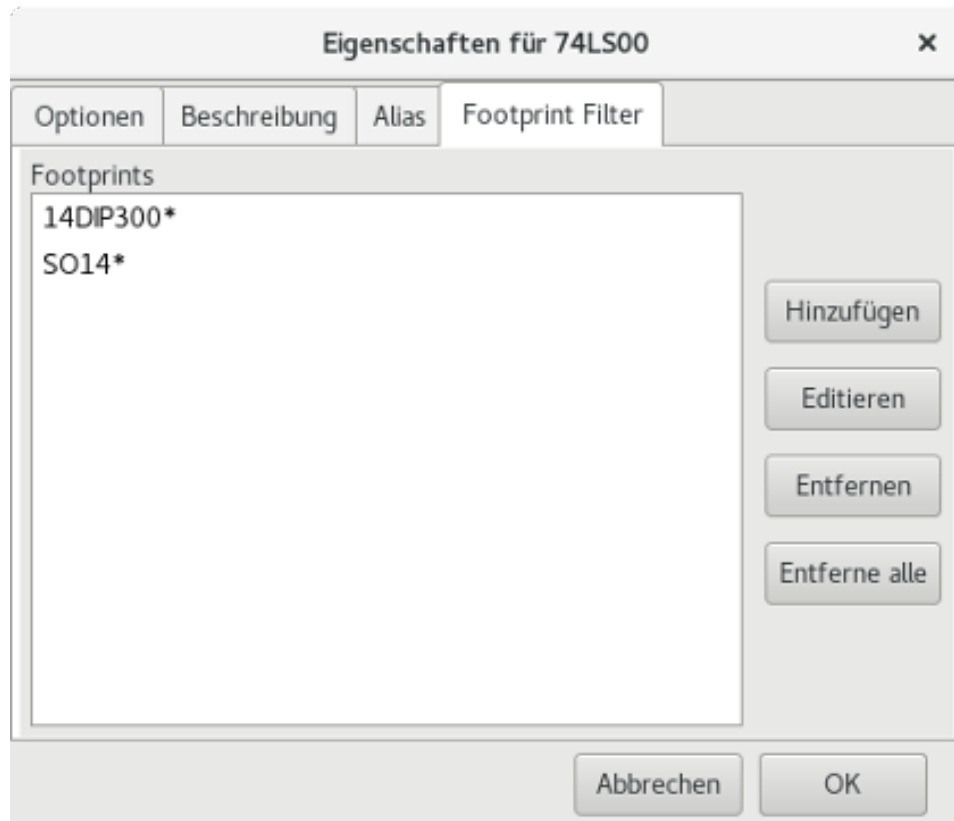 Eigenschaften für 74LS00 ×
Optionen Beschreibung Alias Footprint Filter
Footprints
14DIP300*
SO14*
Hinzufügen
Editieren
Entfernen
Entferne alle
Abbrechen OK